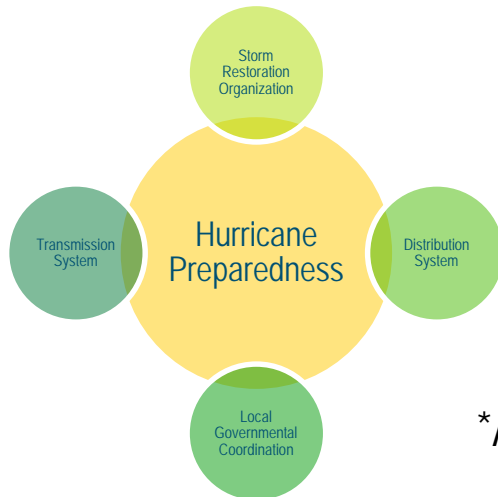 Storm
Restoration
Organization
Transmission
System
Hurricane
Preparedness
Distribution
System
Local
Governmental
Coordination